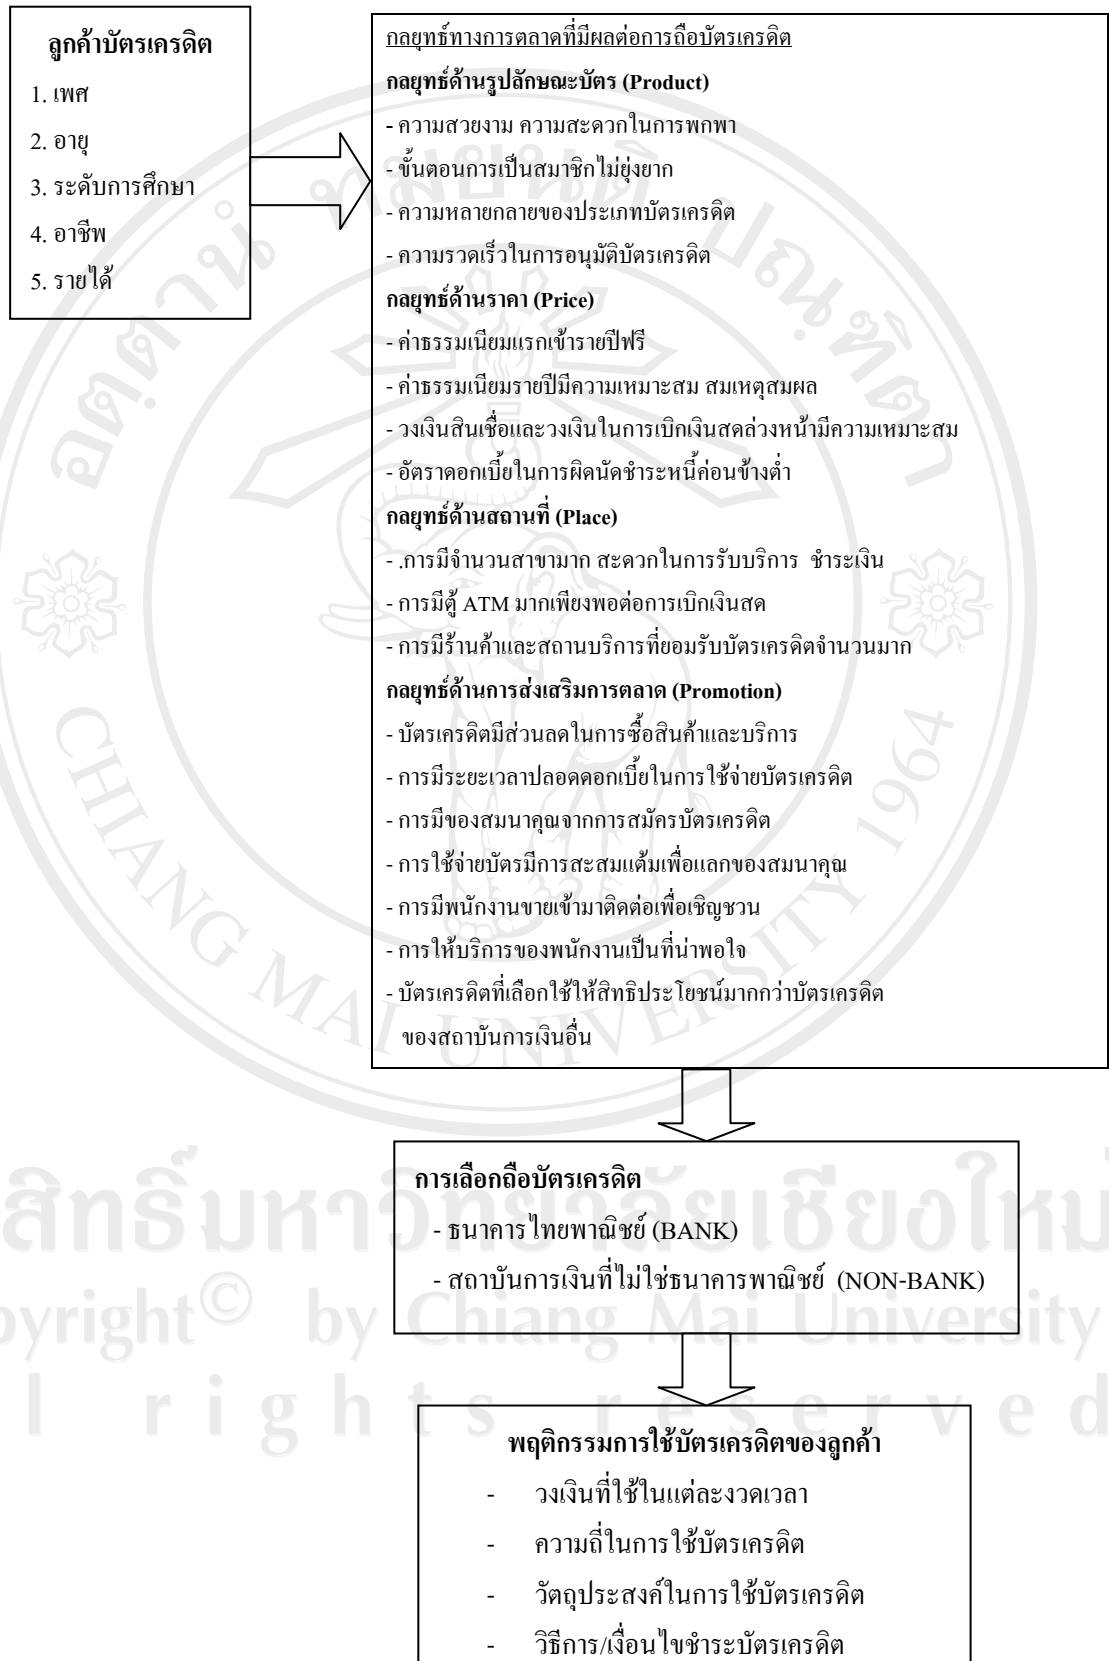 ลูกค้าบัตรเครดิต
1. เพศ
2. อายุ
3. ระดับการศึกษา
4. อาชีพ
5. รายได้
กลยุทธ์ทางการตลาดที่มีผลต่อการถือบัตรเครดิต
กลยุทธ์ด้านรูปลักษณะบัตร (Product)
- ความสวยงาม ความสะดวกในการพกพา
- ขั้นตอนการเป็นสมาชิกไม่ยุ่งยาก
- ความหลายกลายของประเภทบัตรเครดิต
- ความรวดเร็วในการอนุมัติบัตรเครดิต
กลยุทธ์ด้านราคา (Price)
- ค่าธรรมเนียมแรกเข้ารายปีฟรี
- ค่าธรรมเนียมรายปีมีความเหมาะสม สมเหตุสมผล
- วงเงินสินเชื่อและวงเงินในการเบิกเงินสดล่วงหน้ามีความเหมาะสม
- อัตราดอกเบี้ยในการผิดนัดชำระหนี้ค่อนข้างต่ำ
กลยุทธ์ด้านสถานที่ (Place)
- .การมีจำนวนสาขามาก สะดวกในการรับบริการ ชำระเงิน
- การมีตู้ ATM มากเพียงพอต่อการเบิกเงินสด
- การมีร้านค้าและสถานบริการที่ยอมรับบัตรเครดิตจำนวนมาก
กลยุทธ์ด้านการส่งเสริมการตลาด (Promotion)
- บัตรเครดิตมีส่วนลดในการซื้อสินค้าและบริการ
- การมีระยะเวลาปลอดดอกเบี้ยในการใช้จ่ายบัตรเครดิต
- การมีของสมนาคุณจากการสมัครบัตรเครดิต
- การใช้จ่ายบัตรมีการสะสมแต้มเพื่อแลกของสมนาคุณ
- การมีพนักงานขายเข้ามาติดต่อเพื่อเชิญชวน
- การให้บริการของพนักงานเป็นที่น่าพอใจ
- บัตรเครดิตที่เลือกใช้ให้สิทธิประโยชน์มากกว่าบัตรเครดิต
ของสถาบันการเงินอื่น
การเลือกถือบัตรเครดิต
- ธนาคารไทยพาณิชย์ (BANK)
- สถาบันการเงินที่ไม่ใช่ธนาคารพาณิชย์ (NON-BANK)
พฤติกรรมการใช้บัตรเครดิตของลูกค้า
- วงเงินที่ใช้ในแต่ละงวดเวลา
- ความถี่ในการใช้บัตรเครดิต
- วัตถุประสงค์ในการใช้บัตรเครดิต
- วิธีการ/เงื่อนไขชำระบัตรเครดิต
CHIANG MAI UNIVERSITY 1964
สิทธิ์มหาวิทยาลัยเชียงใหม่
pyright© by Chiang Mai University
l rights reserved